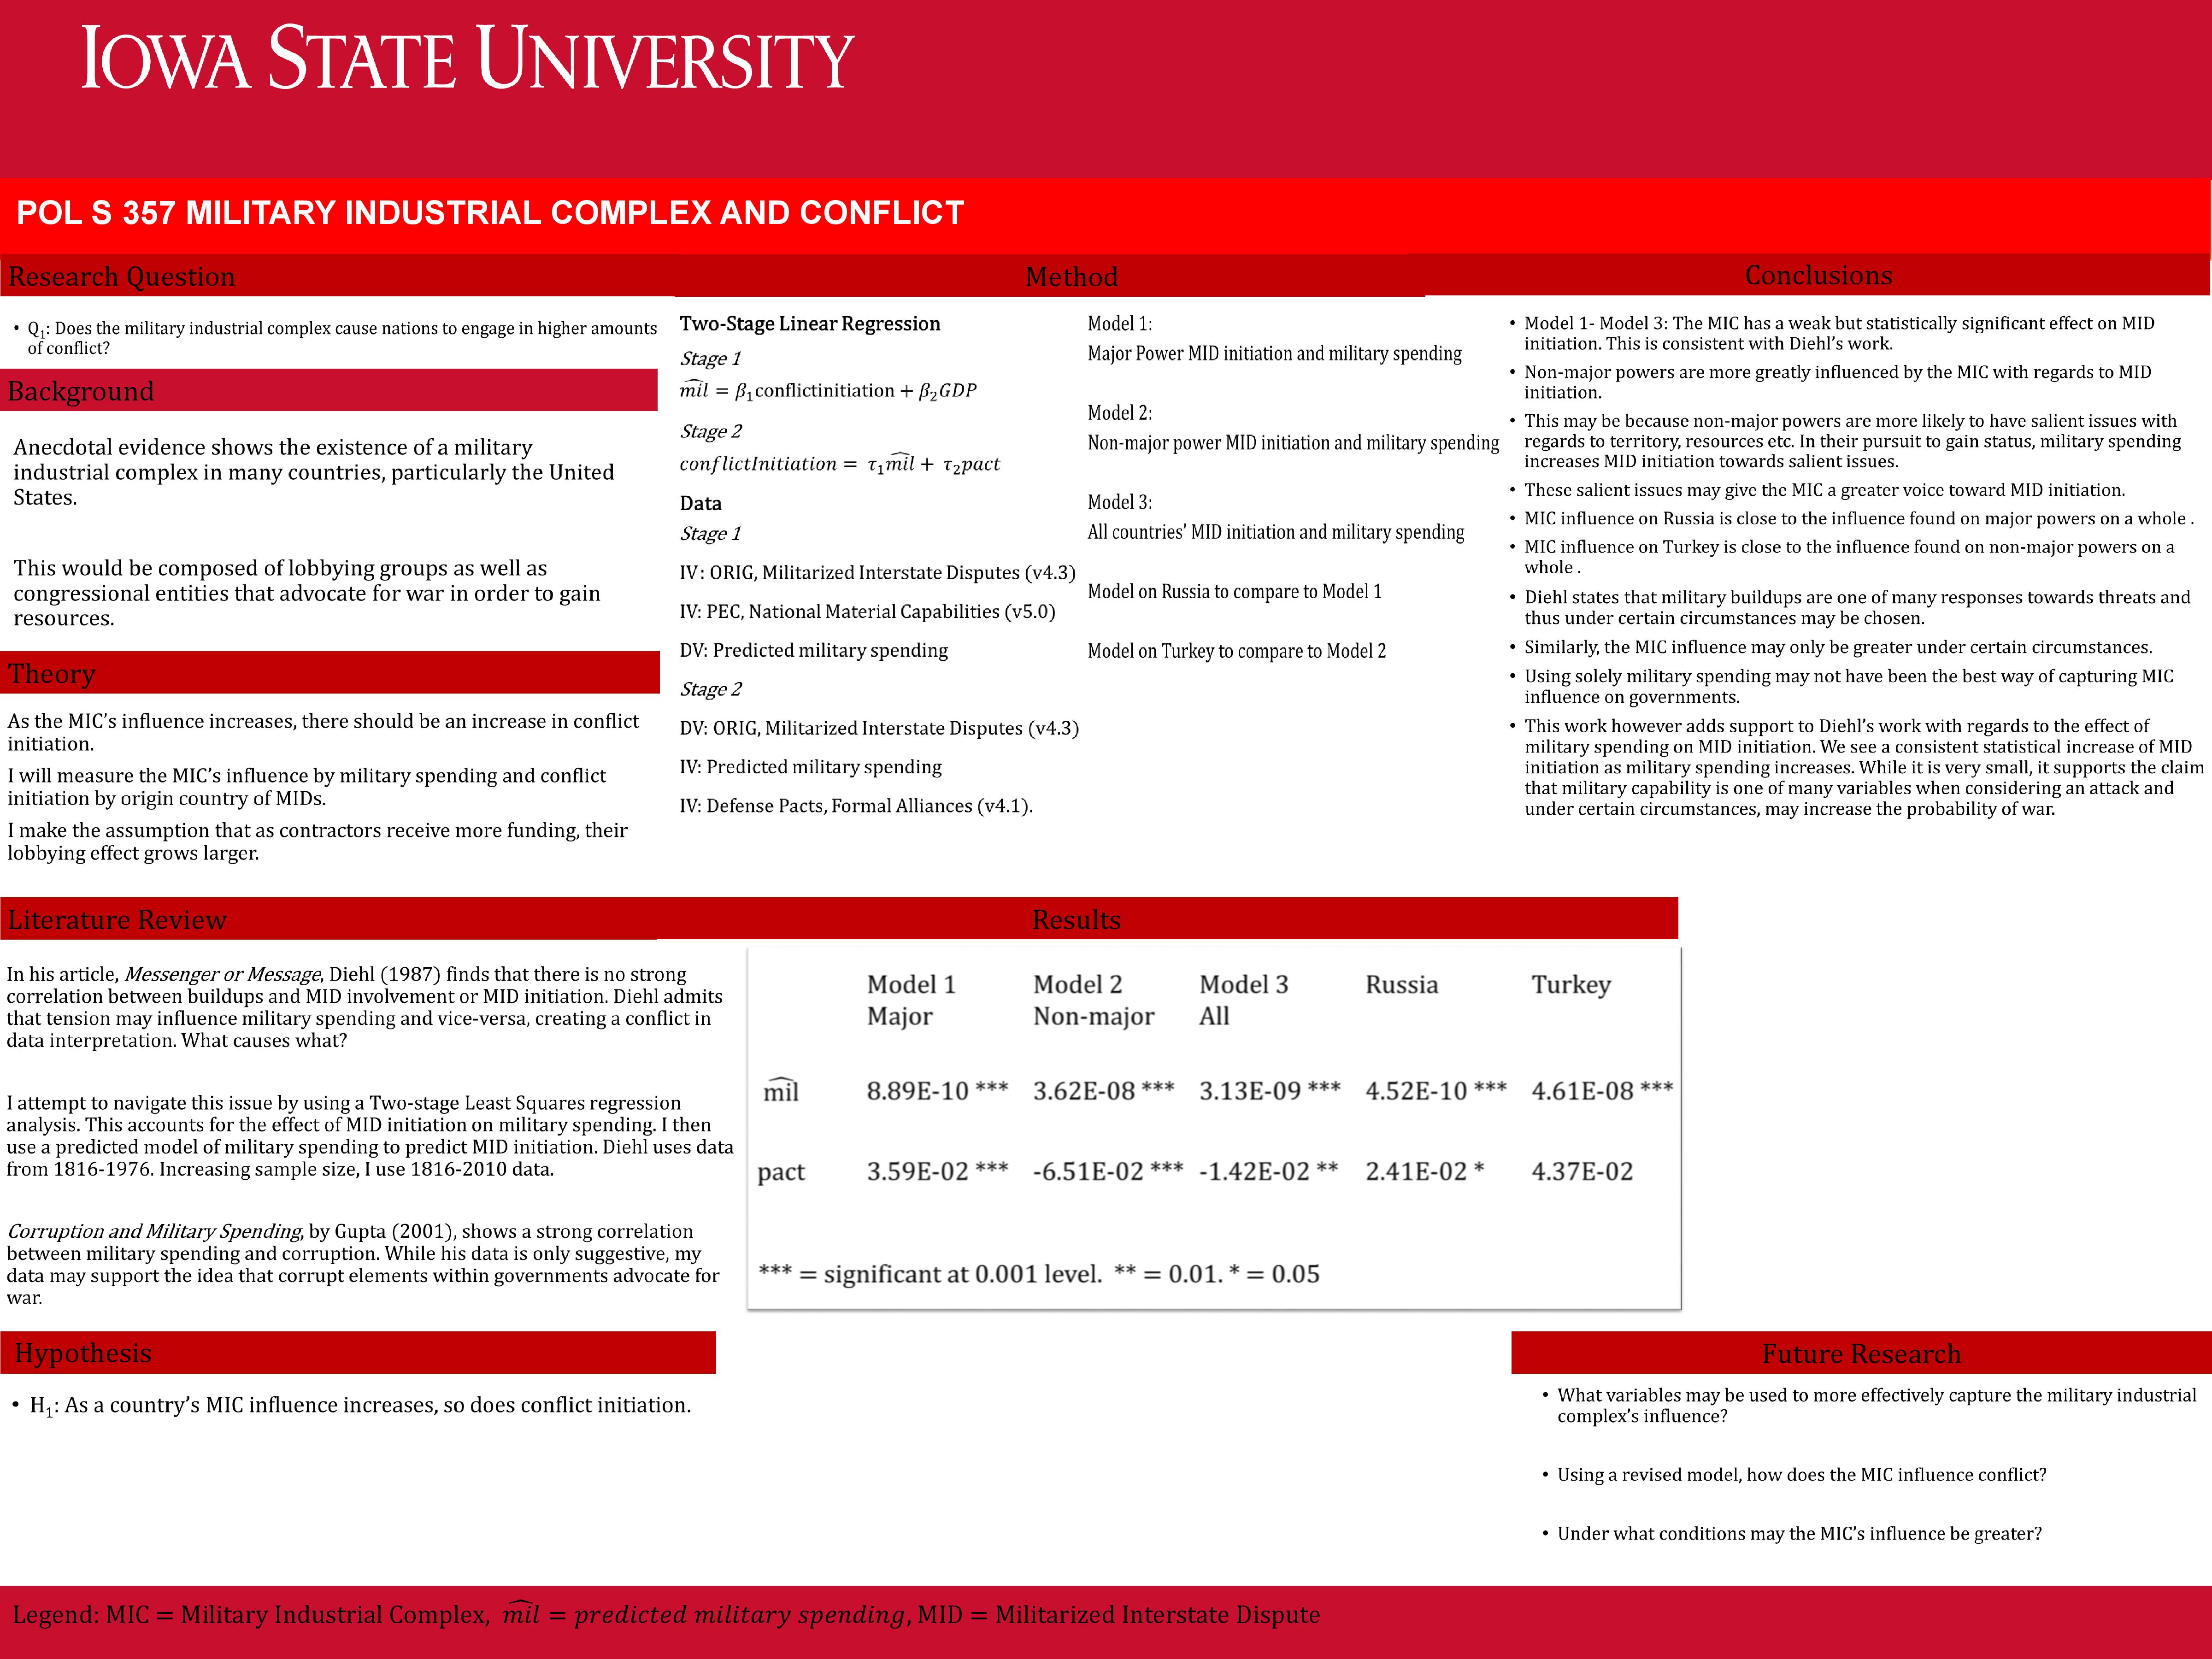 IOWA STATE UNIVERSITY
POL S 357 MILITARY INDUSTRIAL COMPLEX AND CONFLICT
Research Question
• Q₁: Does the military industrial complex cause nations to engage in higher amounts
of conflict?
Background
Anecdotal evidence shows the existence of a military
industrial complex in many countries, particularly the United
States.
This would be composed of lobbying groups as well as
congressional entities that advocate for war in order to gain
resources.
Theory
As the MIC's influence increases, there should be an increase in conflict
initiation.
I will measure the MIC's influence by military spending and conflict
initiation by origin country of MIDs.
I make the assumption that as contractors receive more funding, their
lobbying effect grows larger.
Literature Review
In his article, Messenger or Message, Diehl (1987) finds that there is no strong
correlation between buildups and MID involvement or MID initiation. Diehl admits
that tension may influence military spending and vice-versa, creating a conflict in
data interpretation. What causes what?
I attempt to navigate this issue by using a Two-stage Least Squares regression
analysis. This accounts for the effect of MID initiation on military spending. I then
use a predicted model of military spending to predict MID initiation. Diehl uses data
from 1816-1976. Increasing sample size, I use 1816-2010 data.
Corruption and Military Spending, by Gupta (2001), shows a strong correlation
between military spending and corruption. While his data is only suggestive, my
data may support the idea that corrupt elements within governments advocate for
war.
Hypothesis
• H₁: As a country's MIC influence increases, so does conflict initiation.
Method
Two-Stage Linear Regression
Stage 1
m̂il = β₁conflictinitiation + β₂GDP
Stage 2
conflictInitiation = τ₁m̂il + τ₂pact
Data
Stage 1
IV: ORIG, Militarized Interstate Disputes (v4.3)
IV: PEC, National Material Capabilities (v5.0)
DV: Predicted military spending
Stage 2
DV: ORIG, Militarized Interstate Disputes (v4.3)
IV: Predicted military spending
IV: Defense Pacts, Formal Alliances (v4.1).
Model 1:
Major Power MID initiation and military spending
Model 2:
Non-major power MID initiation and military spending
Model 3:
All countries' MID initiation and military spending
Model on Russia to compare to Model 1
Model on Turkey to compare to Model 2
Results
Model 1 Model 2 Model 3 Russia Turkey
Major Non-major All
m̂il 8.89E-10 *** 3.62E-08 *** 3.13E-09 *** 4.52E-10 *** 4.61E-08 ***
pact 3.59E-02 *** -6.51E-02 *** -1.42E-02 ** 2.41E-02 * 4.37E-02
*** = significant at 0.001 level. ** = 0.01. * = 0.05
Conclusions
• Model 1- Model 3: The MIC has a weak but statistically significant effect on MID
initiation. This is consistent with Diehl's work.
• Non-major powers are more greatly influenced by the MIC with regards to MID
initiation.
• This may be because non-major powers are more likely to have salient issues with
regards to territory, resources etc. In their pursuit to gain status, military spending
increases MID initiation towards salient issues.
• These salient issues may give the MIC a greater voice toward MID initiation.
• MIC influence on Russia is close to the influence found on major powers on a whole .
• MIC influence on Turkey is close to the influence found on non-major powers on a
whole .
• Diehl states that military buildups are one of many responses towards threats and
thus under certain circumstances may be chosen.
• Similarly, the MIC influence may only be greater under certain circumstances.
• Using solely military spending may not have been the best way of capturing MIC
influence on governments.
• This work however adds support to Diehl's work with regards to the effect of
military spending on MID initiation. We see a consistent statistical increase of MID
initiation as military spending increases. While it is very small, it supports the claim
that military capability is one of many variables when considering an attack and
under certain circumstances, may increase the probability of war.
Future Research
• What variables may be used to more effectively capture the military industrial
complex's influence?
• Using a revised model, how does the MIC influence conflict?
• Under what conditions may the MIC's influence be greater?
Legend: MIC = Military Industrial Complex, m̂il = predicted military spending, MID = Militarized Interstate Dispute